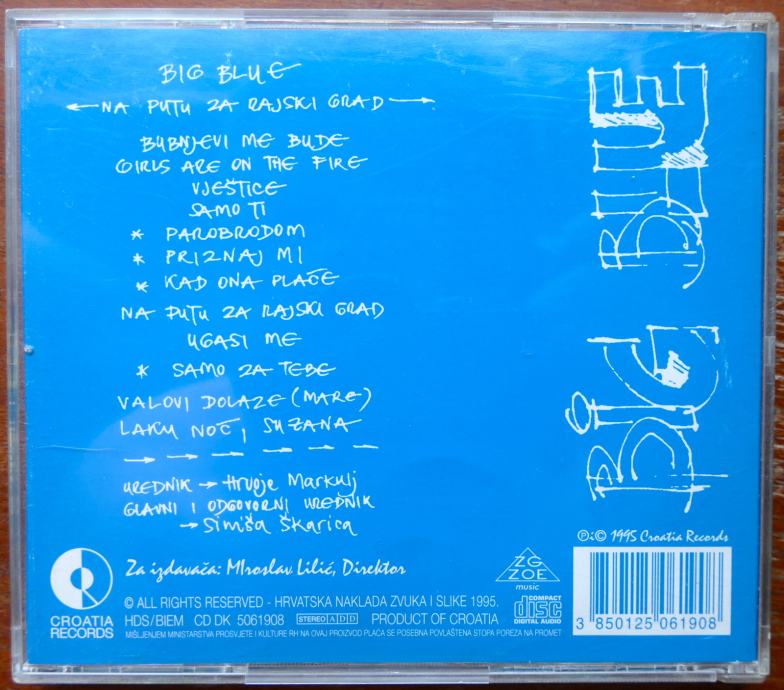 BIG BLUE
← NA PUTU ZA RAJSKI GRAD →
BUBNJEVI ME BUDE
GIRLS ARE ON THE FIRE
VJEŠTICE
SAMO TI
* PAROBRODOM
* PRIZNAJ MI
* KAD ONA PLAČE
NA PUTU ZA RAJSKI GRAD
UGASI ME
* SAMO ZA TEBE
VALOVI DOLAZE (MARE)
LAKU NOĆ, SUZANA
UREDNIK → Hrvoje Markulj
GLAVNI I ODGOVORNI UREDNIK
→ Siniša Škarica
Za izdavača: MIroslav Lilić, Direktor
BIG BLUE
℗ i © 1995 Croatia Records
CROATIA
RECORDS
© ALL RIGHTS RESERVED - HRVATSKA NAKLADA ZVUKA I SLIKE 1995.
HDS/BIEM CD DK 5061908 STEREO ADD PRODUCT OF CROATIA
MIŠLJENJEM MINISTARSTVA PROSVJETE I KULTURE RH NA OVAJ PROIZVOD PLAĆA SE POSEBNA POVLAŠTENA STOPA POREZA NA PROMET
ZG
ZOE
music
COMPACT
disc
DIGITAL AUDIO
3 850125 061908